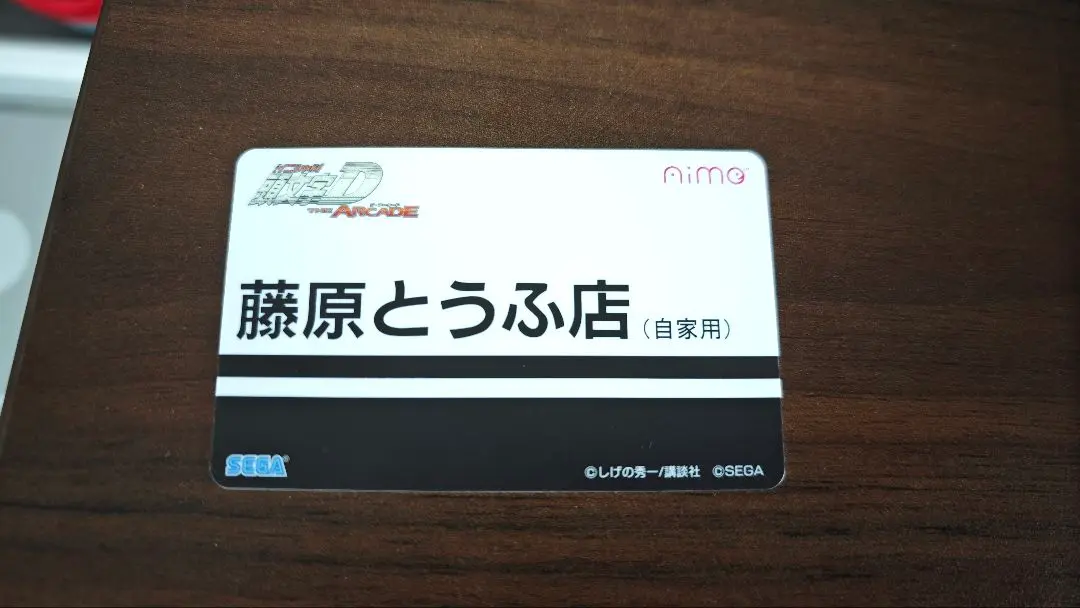 頭文字D
THE ARCADE
Aime
藤原とうふ店(自家用)
SEGA
©しげの秀一/講談社 ©SEGA